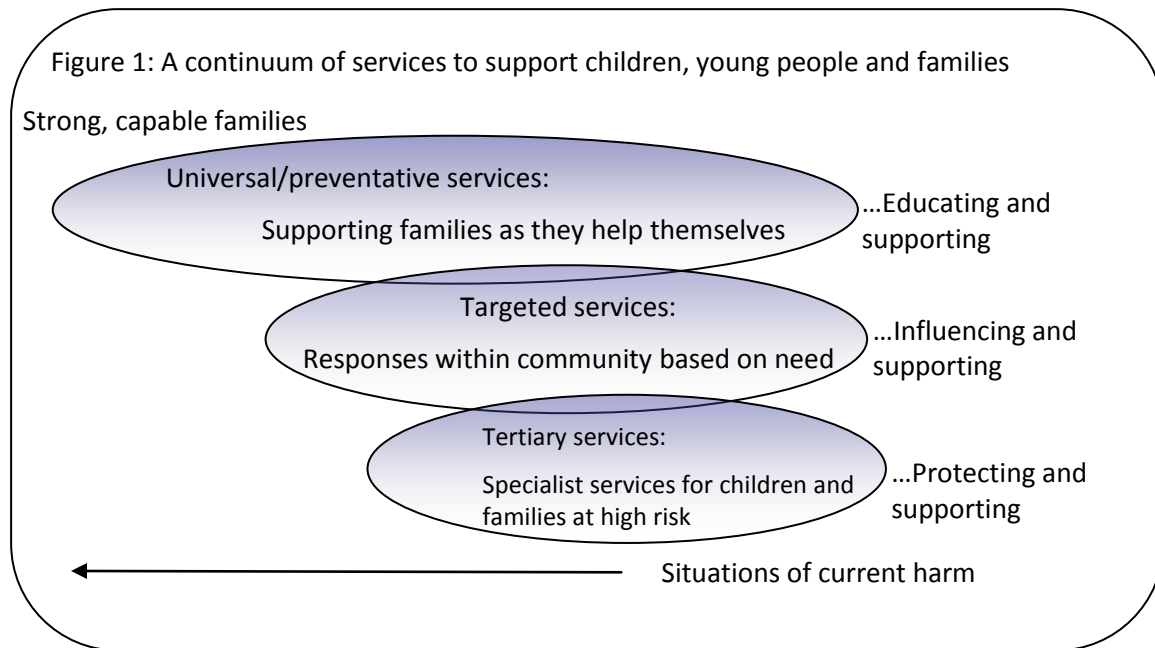 Figure 1: A continuum of services to support children, young people and families
Strong, capable families
Universal/preventative services:
Supporting families as they help themselves
...Educating and
supporting
Targeted services:
Responses within community based on need
...Influencing and
supporting
Tertiary services:
Specialist services for children and
families at high risk
...Protecting and
supporting
Situations of current harm